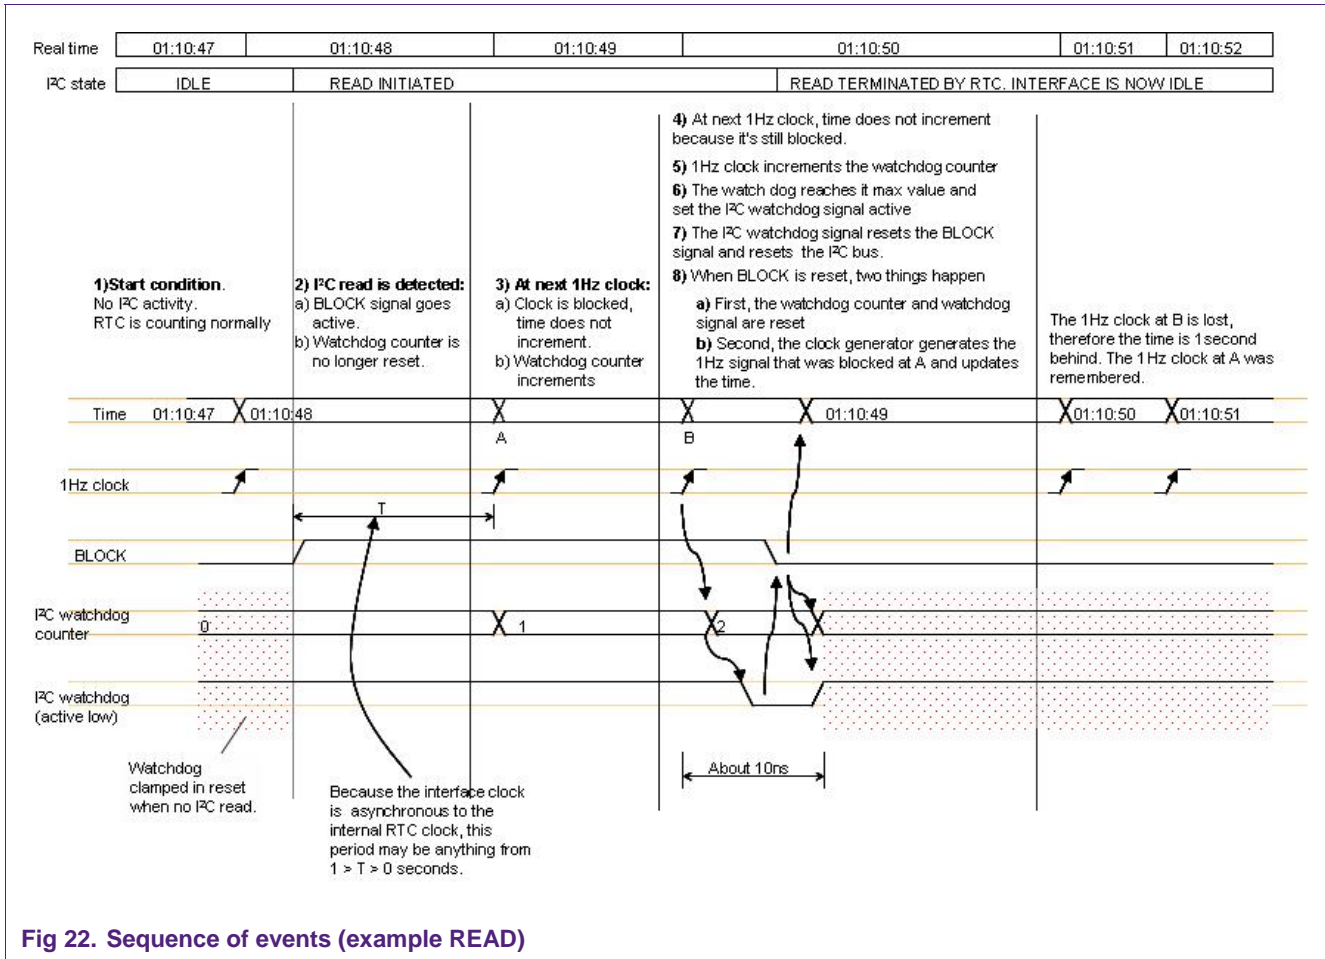 Real time 01:10:47 01:10:48 01:10:49 01:10:50 01:10:51 01:10:52
I²C state IDLE READ INITIATED READ TERMINATED BY RTC. INTERFACE IS NOW IDLE
4) At next 1Hz clock, time does not increment
because it's still blocked.
5) 1Hz clock increments the watchdog counter
6) The watch dog reaches it max value and
set the I²C watchdog signal active
7) The I²C watchdog signal resets the BLOCK
signal and resets the I²C bus.
8) When BLOCK is reset, two things happen
a) First, the watchdog counter and watchdog
signal are reset
b) Second, the clock generator generates the
1Hz signal that was blocked at A and updates
the time.
1)Start condition.
No I²C activity.
RTC is counting normally
2) I²C read is detected:
a) BLOCK signal goes
active.
b) Watchdog counter is
no longer reset.
3) At next 1Hz clock:
a) Clock is blocked,
time does not
increment.
b) Watchdog counter
increments
The 1Hz clock at B is lost,
therefore the time is 1second
behind. The 1Hz clock at A was
remembered.
Time 01:10:47 01:10:48 01:10:49 01:10:50 01:10:51
A B
1Hz clock
T
BLOCK
I²C watchdog
counter
0 1 2
I²C watchdog
(active low)
Watchdog
clamped in reset
when no I²C read.
Because the interface clock
is asynchronous to the
internal RTC clock, this
period may be anything from
1 > T > 0 seconds.
About 10ns
Fig 22. Sequence of events (example READ)